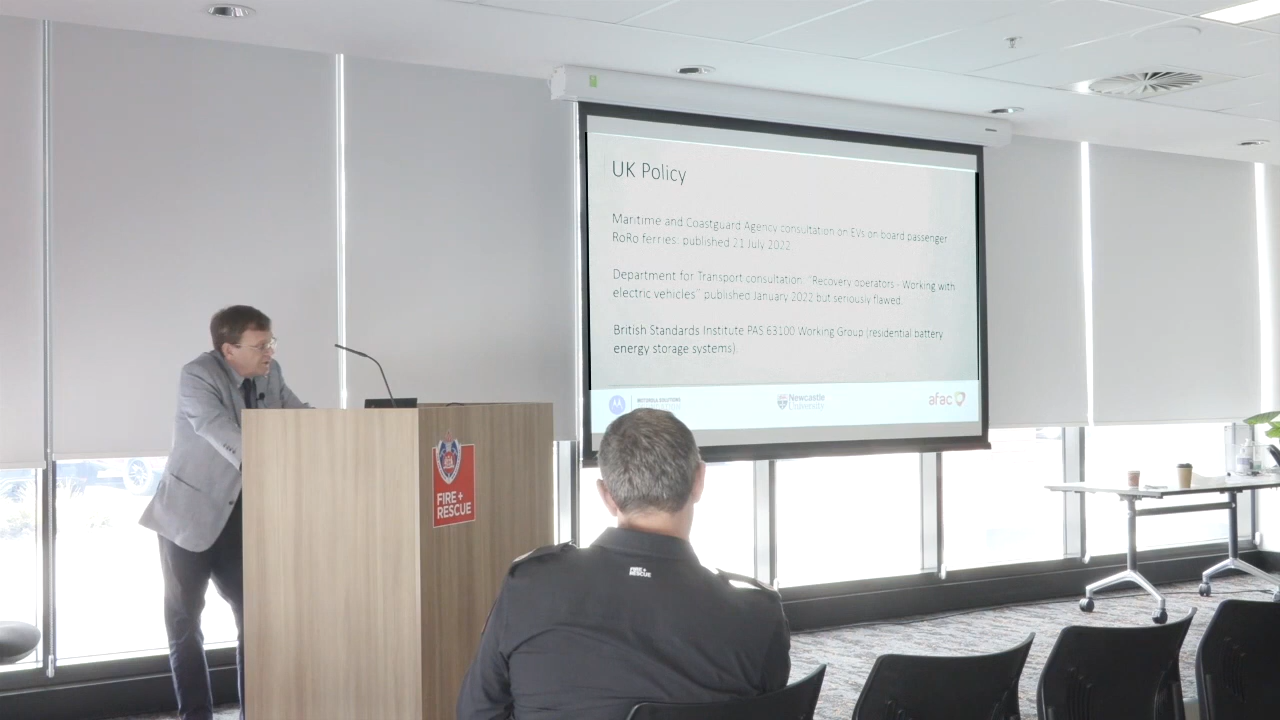 UK Policy
Maritime and Coastguard Agency consultation on EVs on board passenger
RoRo ferries: published 21 July 2022
Department for Transport consultation: "Recovery operators - Working with
electric vehicles" published January 2022 but seriously flawed.
British Standards Institute PAS 63100 Working Group (residential battery
energy storage systems).
MOTOROLA SOLUTIONS
Newcastle
University
afac
FIRE +
RESCUE
FIRE +
RESCUE